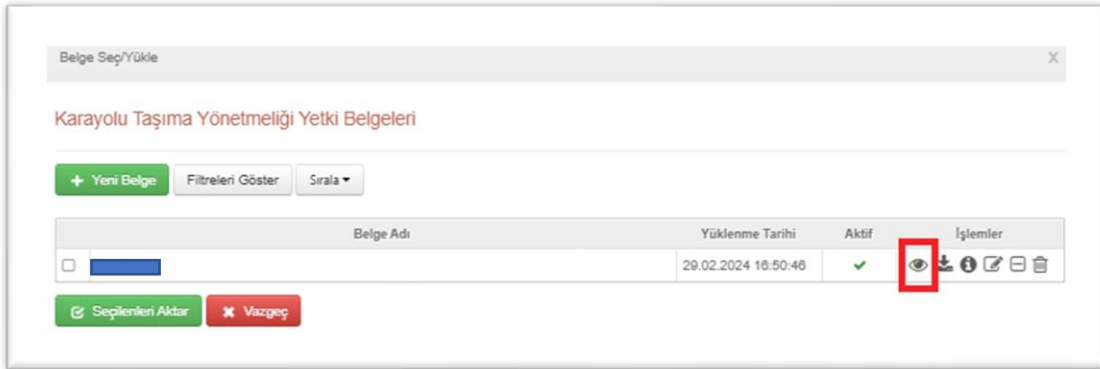 Belge Seç/Yükle X
Karayolu Taşıma Yönetmeliği Yetki Belgeleri
+ Yeni Belge Filtreleri Göster Sırala
Belge Adı Yüklenme Tarihi Aktif İşlemler
29.02.2024 16:50:46
Seçilenleri Aktar Vazgeç